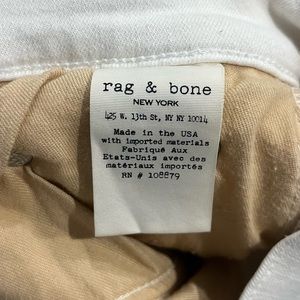 rag & bone
NEW YORK
425 W. 13th St, NY NY 10014
Made in the USA
with imported materials
Fabriqué Aux
Etats-Unis avec des
matériaux importés
RN # 108879